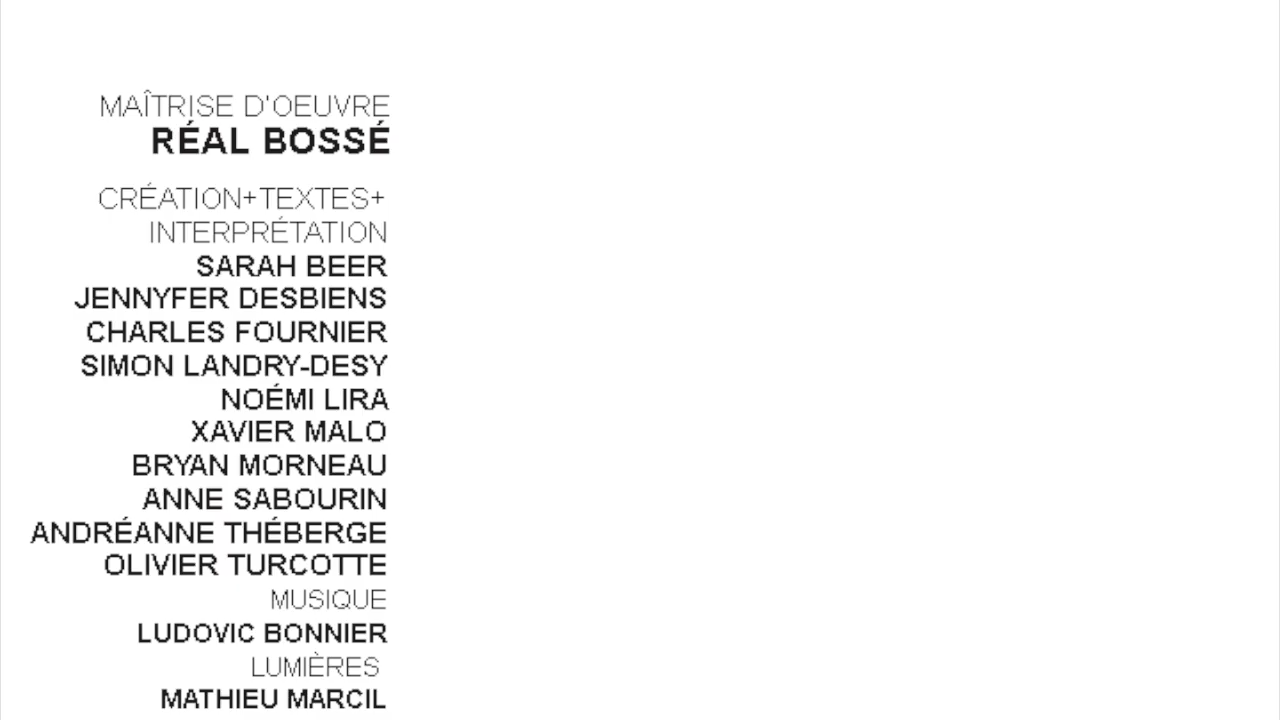 MAÎTRISE D'OEUVRE
RÉAL BOSSÉ
CRÉATION+TEXTES+
INTERPRÉTATION
SARAH BEER
JENNYFER DESBIENS
CHARLES FOURNIER
SIMON LANDRY-DESY
NOÉMI LIRA
XAVIER MALO
BRYAN MORNEAU
ANNE SABOURIN
ANDRÉANNE THÉBERGE
OLIVIER TURCOTTE
MUSIQUE
LUDOVIC BONNIER
LUMIÈRES
MATHIEU MARCIL